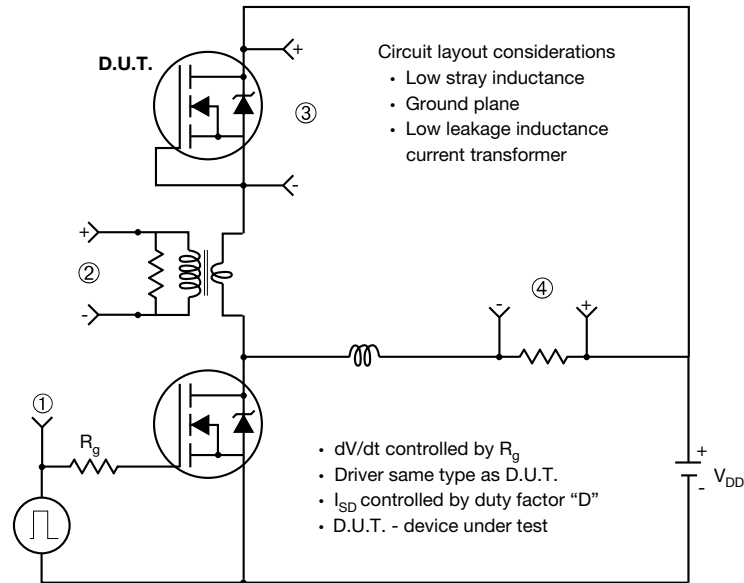 D.U.T.
+
③
-
Circuit layout considerations
• Low stray inductance
• Ground plane
• Low leakage inductance
current transformer
+
②
-
-
④
+
①
Rg
• dV/dt controlled by Rg
• Driver same type as D.U.T.
• ISD controlled by duty factor “D”
• D.U.T. - device under test
+
-
VDD